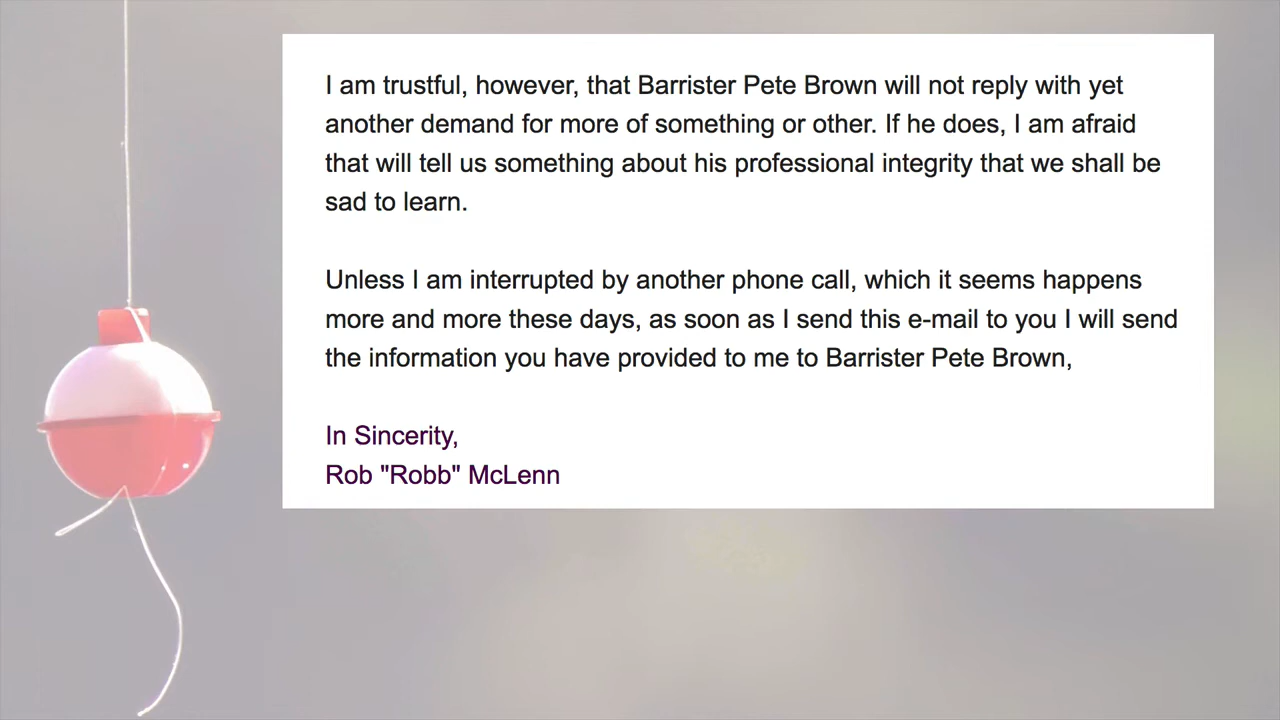 I am trustful, however, that Barrister Pete Brown will not reply with yet
another demand for more of something or other. If he does, I am afraid
that will tell us something about his professional integrity that we shall be
sad to learn.
Unless I am interrupted by another phone call, which it seems happens
more and more these days, as soon as I send this e-mail to you I will send
the information you have provided to me to Barrister Pete Brown,
In Sincerity,
Rob "Robb" McLenn